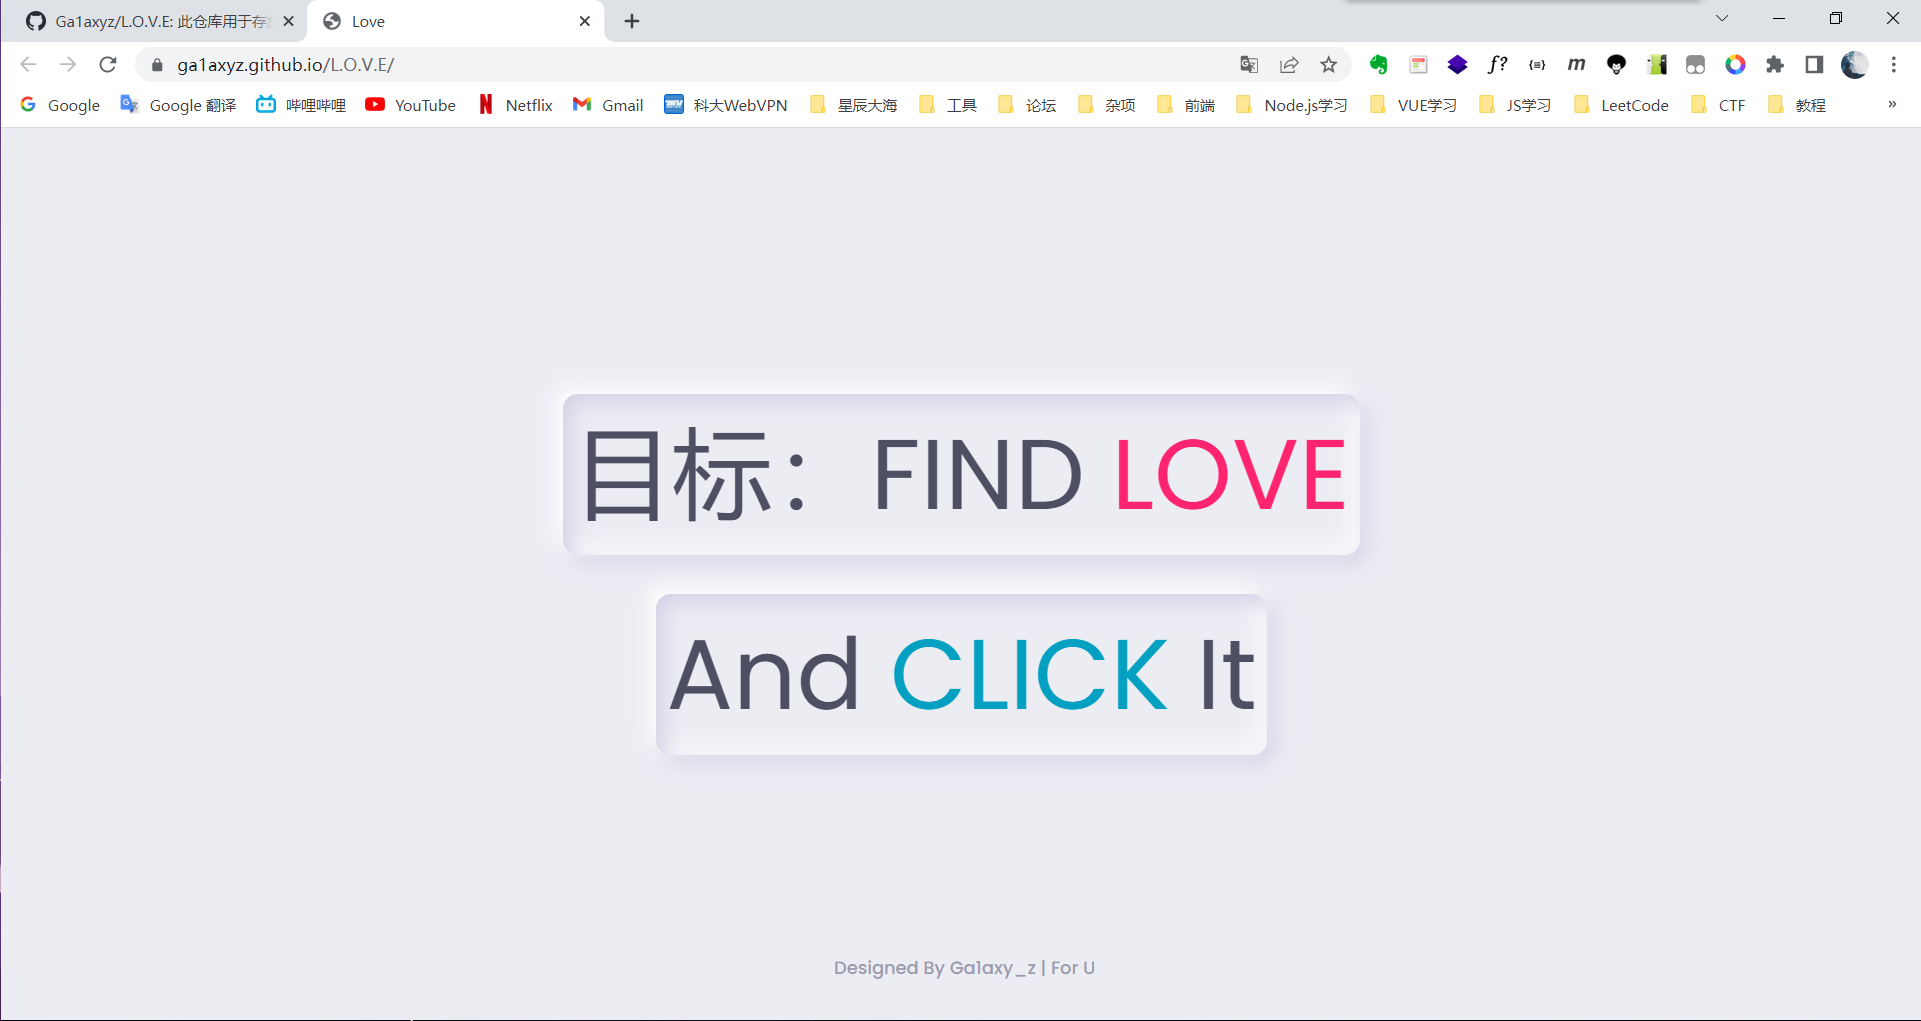 Ga1axyz/L.O.V.E: 此仓库用于存
Love
ga1axyz.github.io/L.O.V.E/
Google Google 翻译 哔哩哔哩 YouTube Netflix Gmail 科大WebVPN 星辰大海 工具 论坛 杂项 前端 Node.js学习 VUE学习 JS学习 LeetCode CTF 教程 »
目标：FIND LOVE
And CLICK It
Designed By Ga1axy_z | For U